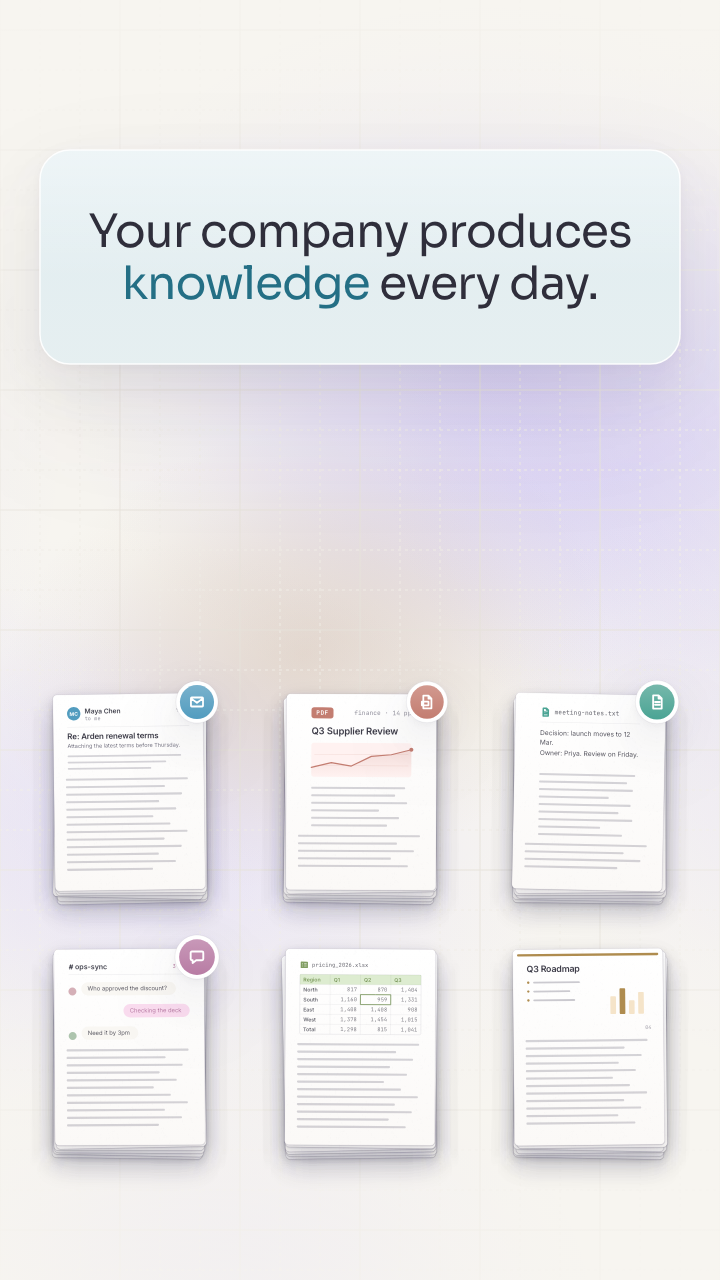 Your company produces
knowledge every day.
MC
Maya Chen
to me
Re: Arden renewal terms
Attaching the latest terms before Thursday.
PDF
finance · 14
Q3 Supplier Review
meeting-notes.txt
Decision: launch moves to 12
Mar.
Owner: Priya. Review on Friday.
# ops-sync
Who approved the discount?
Checking the deck
Need it by 3pm
pricing_2026.xlsx
Region Q1 Q2 Q3
North 817 870 1,404
South 1,160 959 1,331
East 1,408 1,408 908
West 1,378 1,454 1,015
Total 1,298 815 1,041
Q3 Roadmap
04